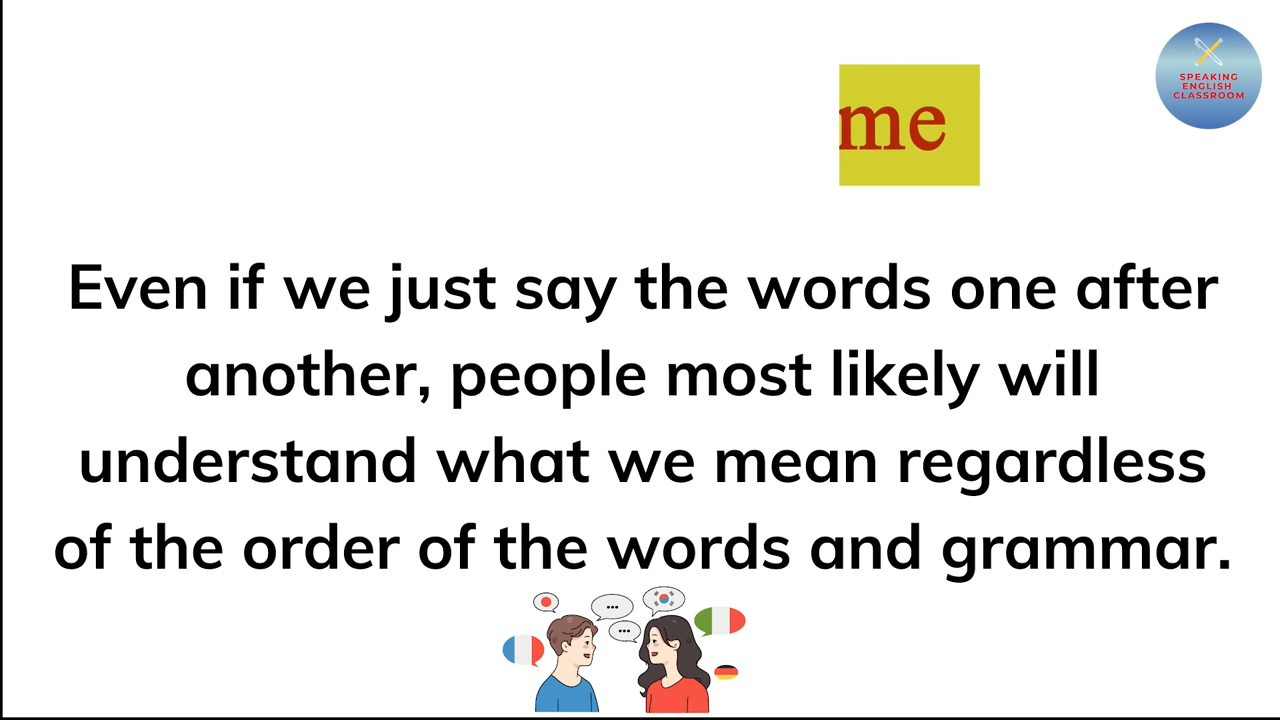 me
SPEAKING
ENGLISH
CLASSROOM
Even if we just say the words one after
another, people most likely will
understand what we mean regardless
of the order of the words and grammar.